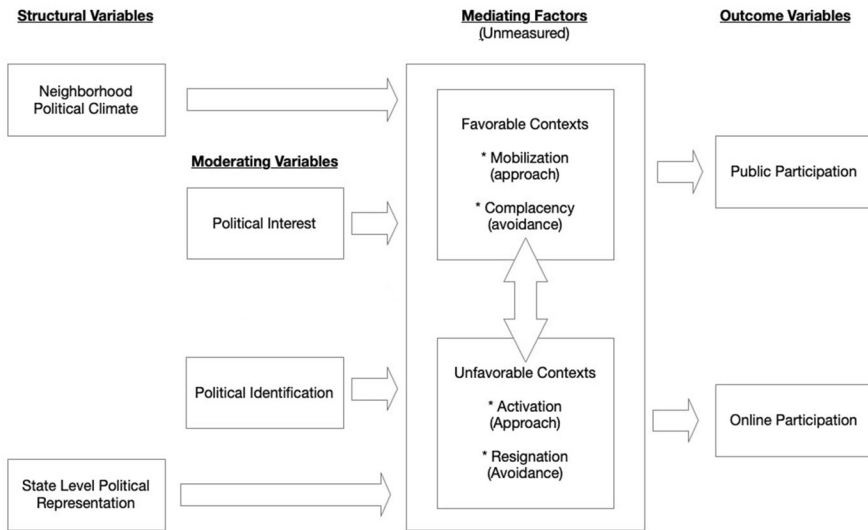 Structural Variables
Mediating Factors
(Unmeasured)
Outcome Variables
Neighborhood
Political Climate
Moderating Variables
Political Interest
Political Identification
State Level Political
Representation
Favorable Contexts
* Mobilization
(approach)
* Complacency
(avoidance)
Unfavorable Contexts
* Activation
(Approach)
* Resignation
(Avoidance)
Public Participation
Online Participation